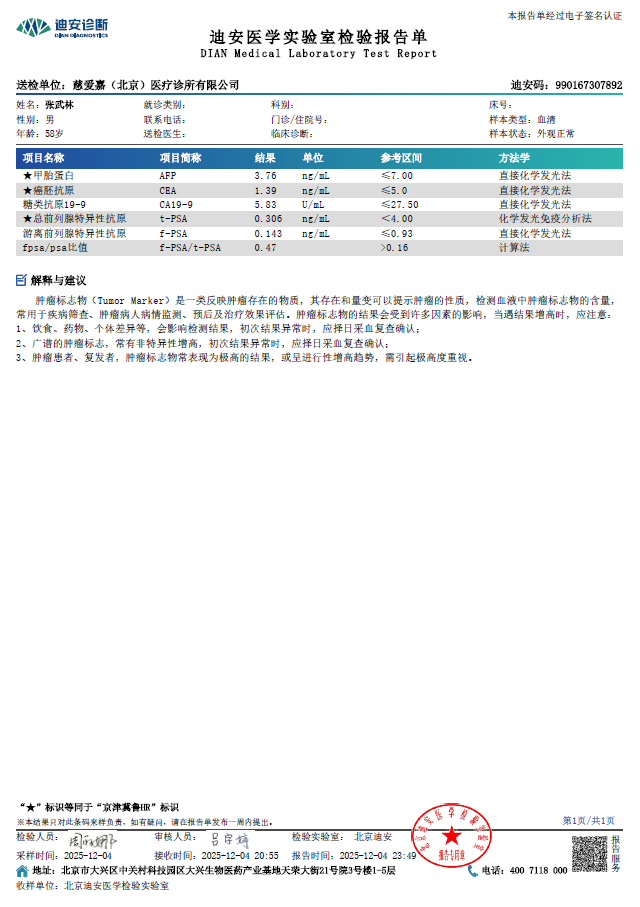 本报告单经过电子签名认证
迪安诊断
DIAN DIAGNOSTICS
迪安医学实验室检验报告单
DIAN Medical Laboratory Test Report
送检单位：慈爱嘉（北京）医疗诊所有限公司 迪安码：990167307892
姓名：张武林 就诊类别： 科别： 床号：
性别：男 联系电话： 门诊/住院号： 样本类型：血清
年龄：58岁 送检医生： 临床诊断： 样本状态：外观正常
项目名称 项目简称 结果 单位 参考区间 方法学
★甲胎蛋白 AFP 3.76 ng/mL ≤7.00 直接化学发光法
★癌胚抗原 CEA 1.39 ng/mL ≤5.0 直接化学发光法
糖类抗原19-9 CA19-9 5.83 U/mL ≤27.50 直接化学发光法
★总前列腺特异性抗原 t-PSA 0.306 ng/mL ＜4.00 化学发光免疫分析法
游离前列腺特异性抗原 f-PSA 0.143 ng/mL ≤0.93 直接化学发光法
fpsa/psa比值 f-PSA/t-PSA 0.47 >0.16 计算法
解释与建议
肿瘤标志物（Tumor Marker）是一类反映肿瘤存在的物质，其存在和量变可以提示肿瘤的性质，检测血液中肿瘤标志物的含量，
常用于疾病筛查、肿瘤病人病情监测、预后及治疗效果评估。肿瘤标志物的结果会受到许多因素的影响，当遇结果增高时，应注意：
1、饮食、药物、个体差异等，会影响检测结果，初次结果异常时，应择日采血复查确认；
2、广谱的肿瘤标志，常有非特异性增高，初次结果异常时，应择日采血复查确认；
3、肿瘤患者、复发者，肿瘤标志物常表现为极高的结果，或呈进行性增高趋势，需引起极高度重视。
“★”标识等同于“京津冀鲁HR”标识
※本结果只对此条码来样负责，如有疑问，请在报告单发布一周内提出。 第1页/共1页
检验人员： 审核人员： 检验实验室： 北京迪安
采样时间：2025-12-04 接收时间：2025-12-04 20:55 报告时间：2025-12-04 23:49
地址：北京市大兴区中关村科技园区大兴生物医药产业基地天荣大街21号院3号楼1-5层 电话：400 7118 000
收样单位：北京迪安医学检验实验室
报告专用章
报告服务